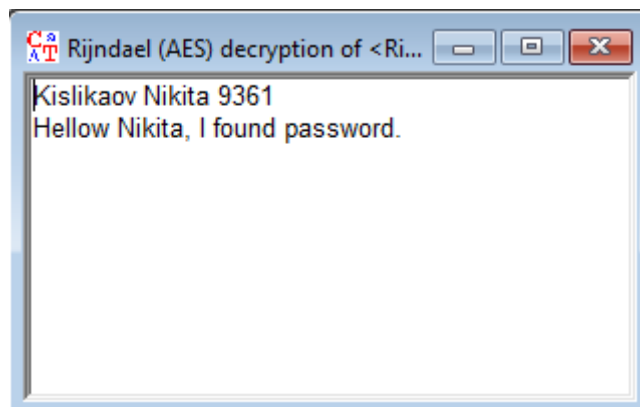 Rijndael (AES) decryption of <Ri...
Kislikaov Nikita 9361
Hellow Nikita, I found password.